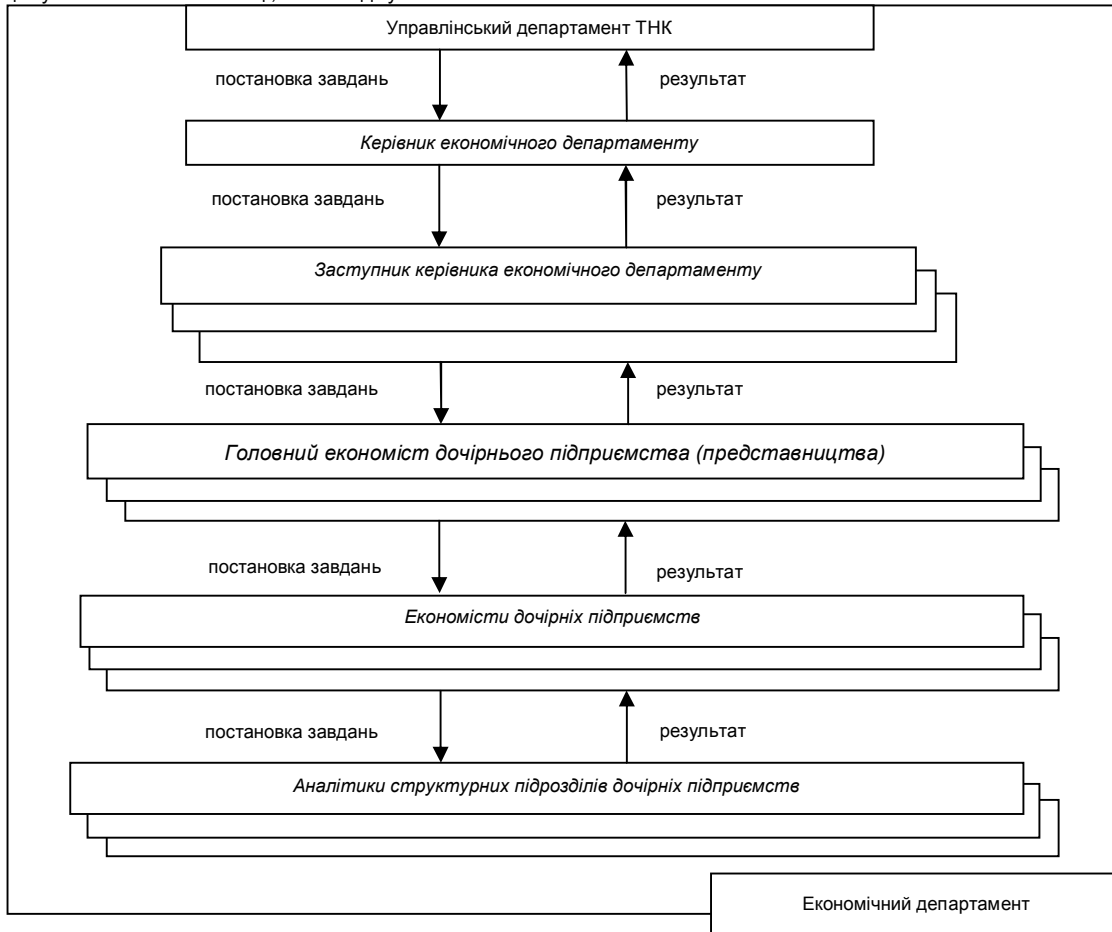 Управлінський департамент ТНК
постановка завдань результат
Керівник економічного департаменту
постановка завдань результат
Заступник керівника економічного департаменту
постановка завдань результат
Головний економіст дочірнього підприємства (представництва)
постановка завдань результат
Економісти дочірніх підприємств
постановка завдань результат
Аналітики структурних підрозділів дочірніх підприємств
Економічний департамент